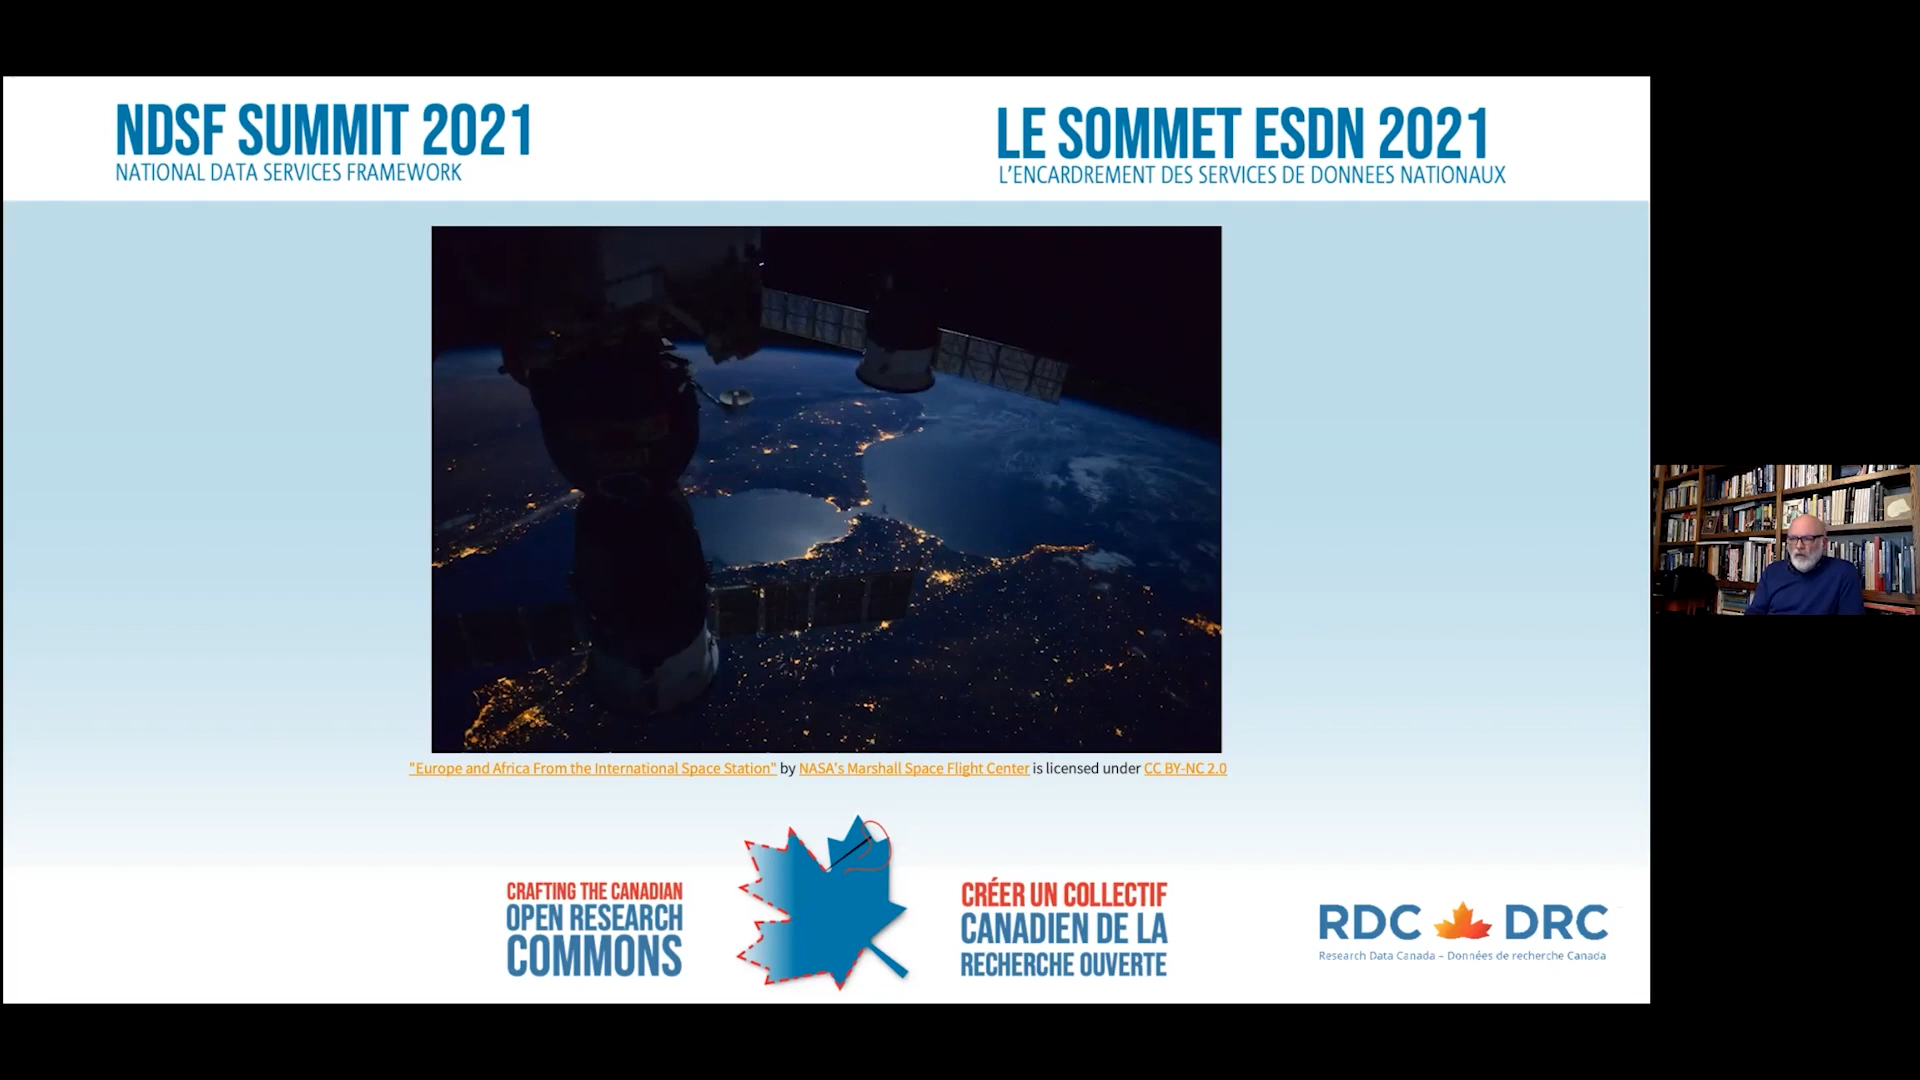 NDSF SUMMIT 2021
NATIONAL DATA SERVICES FRAMEWORK
LE SOMMET ESDN 2021
L'ENCARDREMENT DES SERVICES DE DONNEES NATIONAUX
"Europe and Africa From the International Space Station" by NASA's Marshall Space Flight Center is licensed under CC BY-NC 2.0
CRAFTING THE CANADIAN
OPEN RESEARCH
COMMONS
CRÉER UN COLLECTIF
CANADIEN DE LA
RECHERCHE OUVERTE
RDC DRC
Research Data Canada – Données de recherche Canada